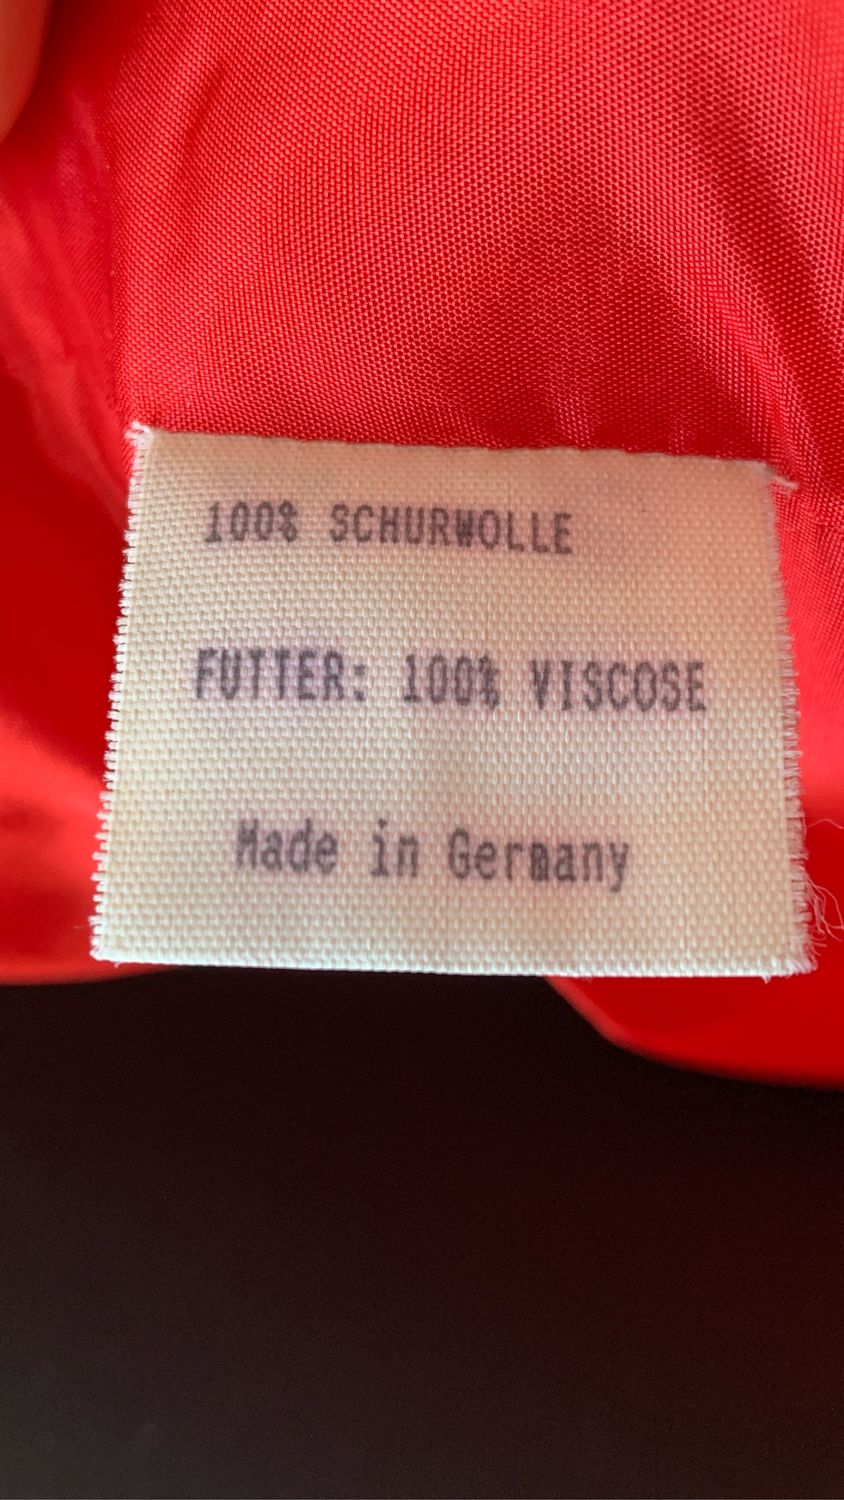 100% SCHURWOLLE
FUTTER: 100% VISCOSE
Made in Germany